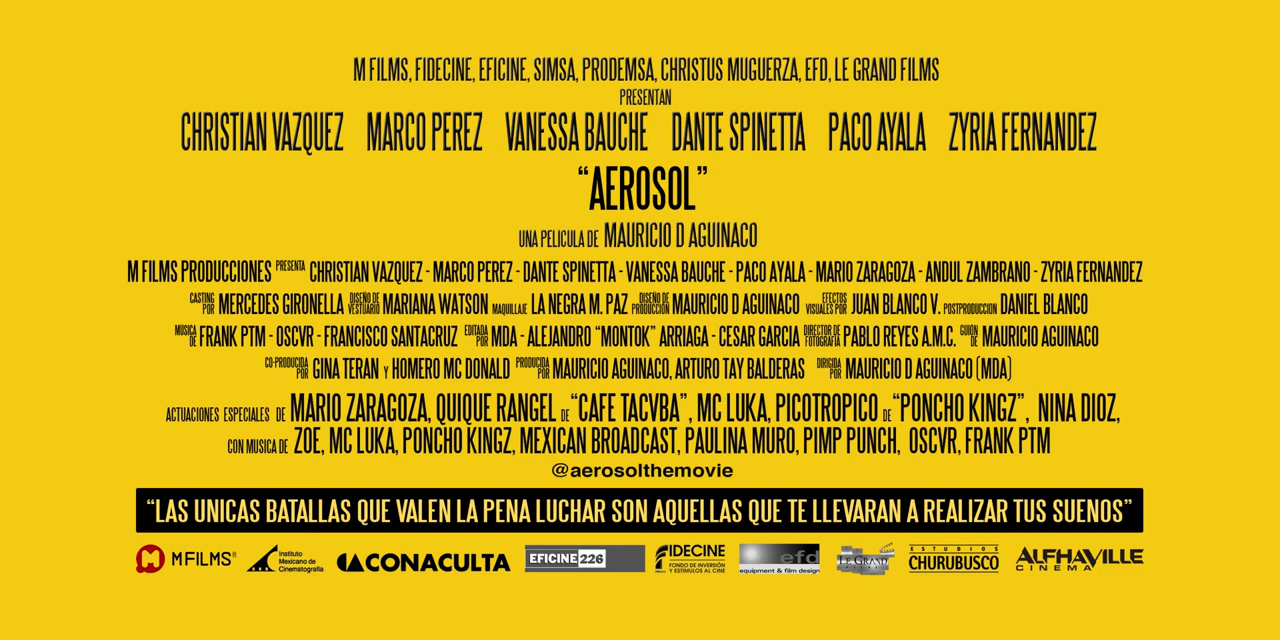 M FILMS, FIDECINE, EFICINE, SIMSA, PRODEMSA, CHRISTUS MUGUERZA, EFD, LE GRAND FILMS
PRESENTAN
CHRISTIAN VAZQUEZ MARCO PEREZ VANESSA BAUCHE DANTE SPINETTA PACO AYALA ZYRIA FERNANDEZ
“AEROSOL”
UNA PELICULA DE MAURICIO D AGUINACO
M FILMS PRODUCCIONES PRESENTA CHRISTIAN VAZQUEZ - MARCO PEREZ - DANTE SPINETTA - VANESSA BAUCHE - PACO AYALA - MARIO ZARAGOZA - ANDUL ZAMBRANO - ZYRIA FERNANDEZ
CASTING POR MERCEDES GIRONELLA DISEÑO DE VESTUARIO MARIANA WATSON MAQUILLAJE LA NEGRA M. PAZ DISEÑO DE PRODUCCIÓN MAURICIO D AGUINACO EFECTOS VISUALES POR JUAN BLANCO V. POSTPRODUCCION DANIEL BLANCO
MUSICA DE FRANK PTM - OSCVR - FRANCISCO SANTACRUZ EDITADA POR MDA - ALEJANDRO “MONTOK” ARRIAGA - CESAR GARCIA DIRECTOR DE FOTOGRAFÍA PABLO REYES A.M.C. GUIÓN DE MAURICIO AGUINACO
CO-PRODUCIDA POR GINA TERAN Y HOMERO MC DONALD PRODUCIDA POR MAURICIO AGUINACO, ARTURO TAY BALDERAS DIRIGIDA POR MAURICIO D AGUINACO (MDA)
ACTUACIONES ESPECIALES DE MARIO ZARAGOZA, QUIQUE RANGEL DE “CAFE TACVBA”, MC LUKA, PICOTROPICO DE “PONCHO KINGZ”, NINA DIOZ,
CON MUSICA DE ZOE, MC LUKA, PONCHO KINGZ, MEXICAN BROADCAST, PAULINA MURO, PIMP PUNCH, OSCVR, FRANK PTM
@aerosolthemovie
“LAS UNICAS BATALLAS QUE VALEN LA PENA LUCHAR SON AQUELLAS QUE TE LLEVARAN A REALIZAR TUS SUENOS”
M FILMS®
Instituto
Mexicano de
Cinematografía
CONACULTA
EFICINE 226
FIDECINE
FONDO DE INVERSIÓN
Y ESTÍMULOS AL CINE
efd
equipment & film design
LE GRAND
ESTUDIOS
CHURUBUSCO
ALFHAVILLE
CINEMA